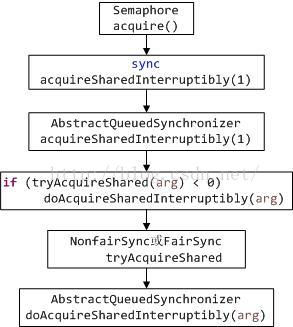 Semaphore
acquire()
sync
acquireSharedInterruptibly(1)
AbstractQueuedSynchronizer
acquireSharedInterruptibly(1)
if (tryAcquireShared(arg) < 0)
doAcquireSharedInterruptibly(arg)
NonfairSync或FairSync
tryAcquireShared
AbstractQueuedSynchronizer
doAcquireSharedInterruptibly(arg)